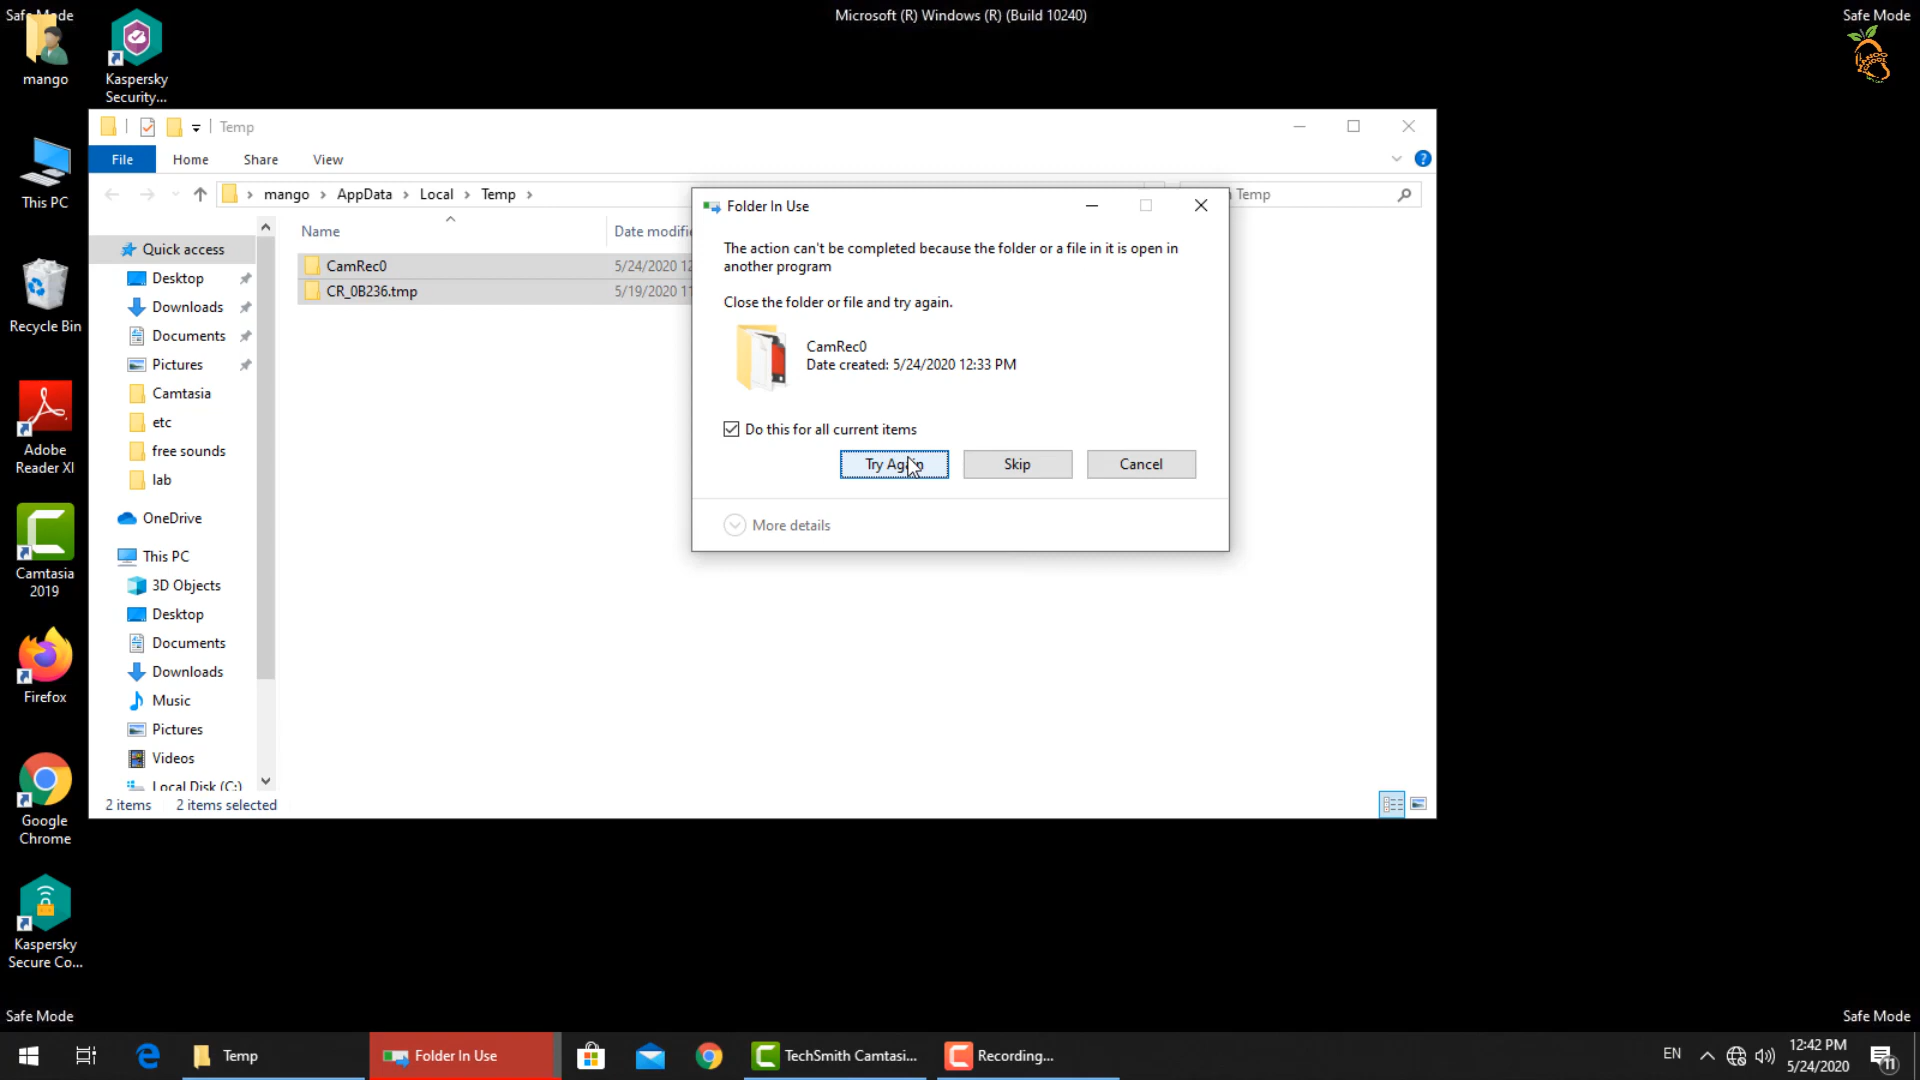 Safe Mode
Microsoft (R) Windows (R) (Build 10240)
Safe Mode
mango
Kaspersky
Security...
This PC
Recycle Bin
Adobe
Reader XI
Camtasia
2019
Firefox
Google
Chrome
Kaspersky
Secure Co...
Temp
File
Home
Share
View
mango
AppData
Local
Temp
Temp
Name
Date modifi
CamRec0
5/24/2020 12
CR_0B236.tmp
5/19/2020 11
Quick access
Desktop
Downloads
Documents
Pictures
Camtasia
etc
free sounds
lab
OneDrive
This PC
3D Objects
Desktop
Documents
Downloads
Music
Pictures
Videos
Local Disk (C:)
2 items
2 items selected
Folder In Use
The action can't be completed because the folder or a file in it is open in
another program
Close the folder or file and try again.
CamRec0
Date created: 5/24/2020 12:33 PM
Do this for all current items
Try Again
Skip
Cancel
More details
Safe Mode
Safe Mode
Temp
Folder In Use
TechSmith Camtasi...
Recording...
EN
12:42 PM
5/24/2020
11